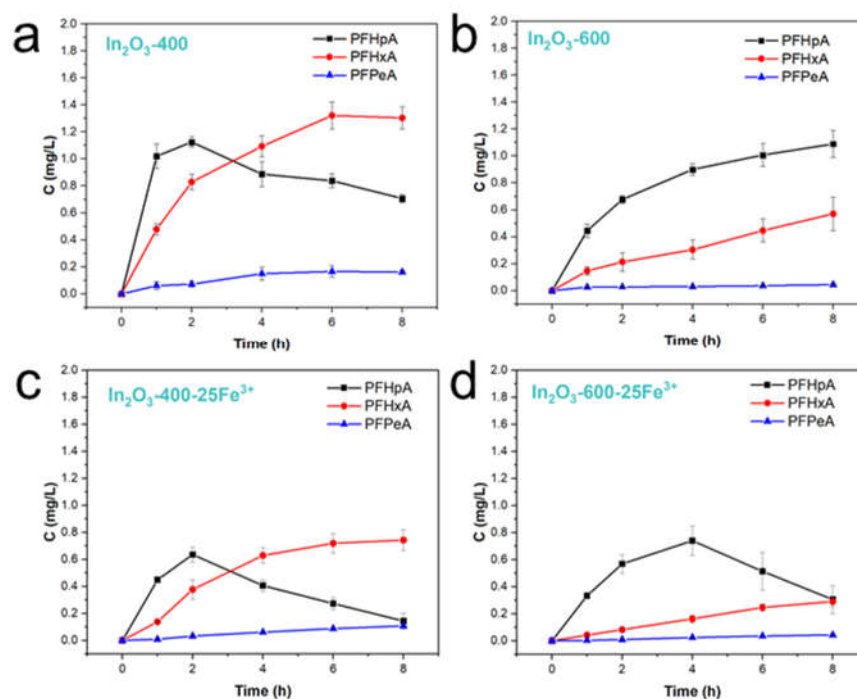 a
In₂O₃-400
PFHpA
PFHxA
PFPeA
C (mg/L)
2.0
1.8
1.6
1.4
1.2
1.0
0.8
0.6
0.4
0.2
0.0
0 2 4 6 8
Time (h)
b
In₂O₃-600
PFHpA
PFHxA
PFPeA
C (mg/L)
2.0
1.8
1.6
1.4
1.2
1.0
0.8
0.6
0.4
0.2
0.0
0 2 4 6 8
Time (h)
c
In₂O₃-400-25Fe³⁺
PFHpA
PFHxA
PFPeA
C (mg/L)
2.0
1.8
1.6
1.4
1.2
1.0
0.8
0.6
0.4
0.2
0.0
0 2 4 6 8
Time (h)
d
In₂O₃-600-25Fe³⁺
PFHpA
PFHxA
PFPeA
C (mg/L)
2.0
1.8
1.6
1.4
1.2
1.0
0.8
0.6
0.4
0.2
0.0
0 2 4 6 8
Time (h)